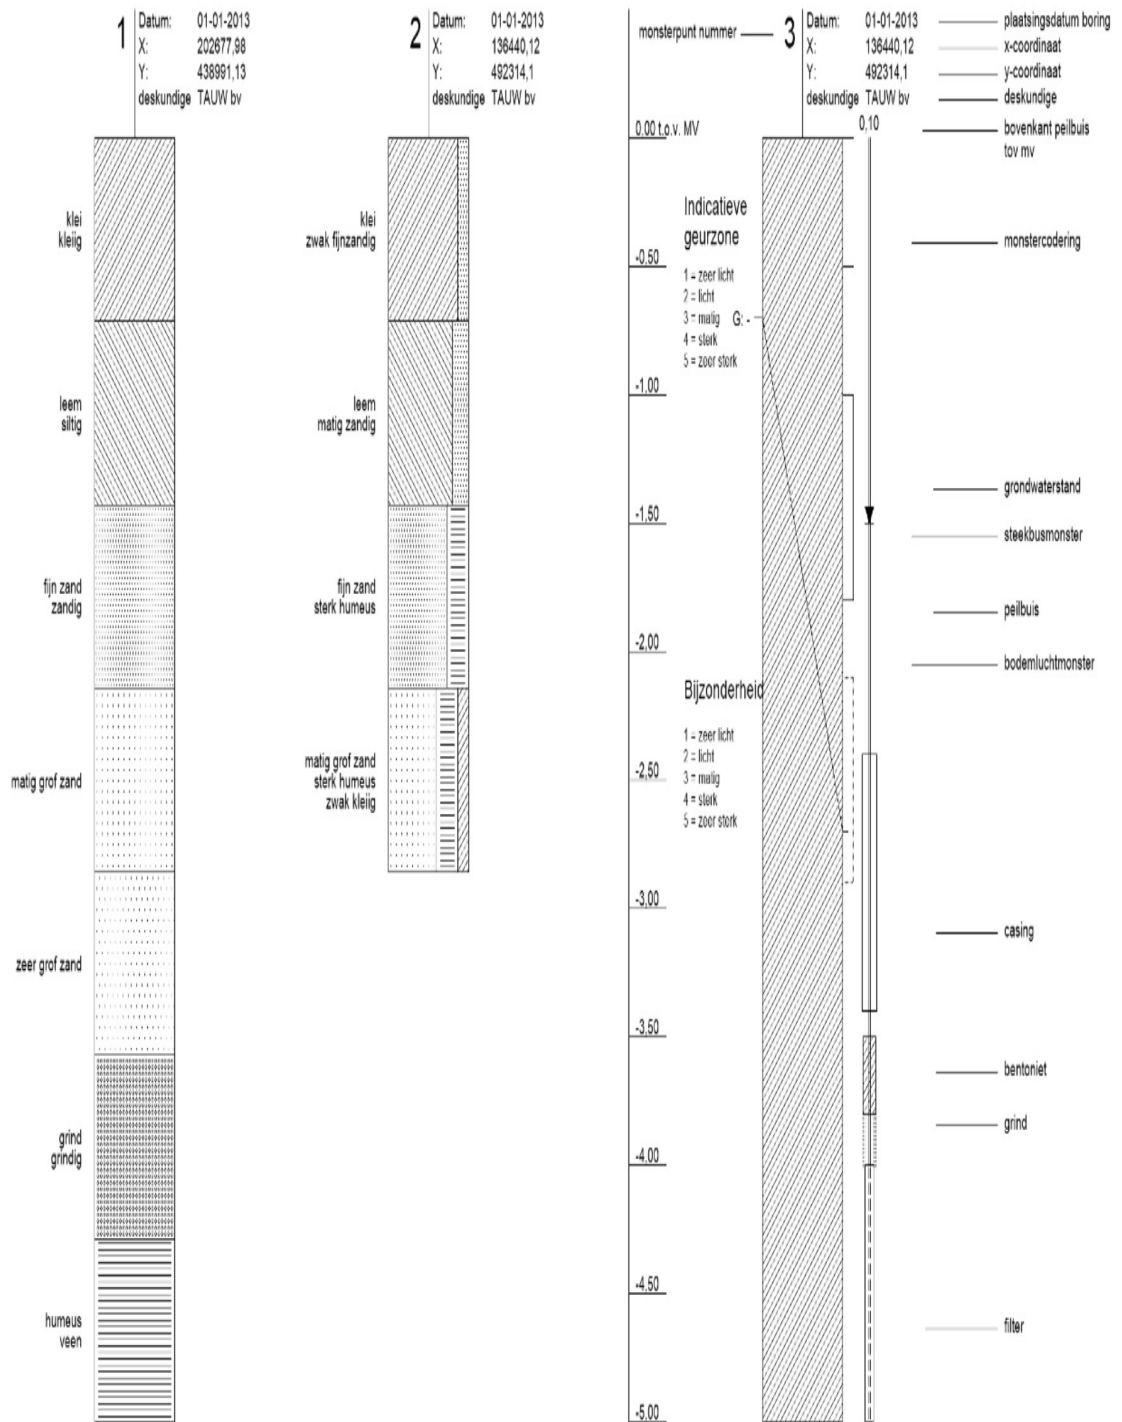 1
Datum: 01-01-2013
X: 202677,98
Y: 438991,13
deskundige TAUW bv
klei
kleiig
leem
siltig
fijn zand
zandig
matig grof zand
zeer grof zand
grind
grindig
humeus
veen
2
Datum: 01-01-2013
X: 136440,12
Y: 492314,1
deskundige TAUW bv
klei
zwak fijnzandig
leem
matig zandig
fijn zand
sterk humeus
matig grof zand
sterk humeus
zwak kleiig
monsterpunt nummer
3
Datum: 01-01-2013
X: 136440,12
Y: 492314,1
deskundige TAUW bv
0,10
0.00 t.o.v. MV
-0.50
-1,00
-1,50
-2,00
-2,50
-3,00
-3,50
-4.00
-4.50
-5.00
Indicatieve
geurzone
1 = zeer licht
2 = licht
3 = matig
4 = sterk
5 = zeer sterk
G: -
Bijzonderheid
1 = zeer licht
2 = licht
3 = matig
4 = sterk
5 = zeer sterk
plaatsingsdatum boring
x-coordinaat
y-coordinaat
deskundige
bovenkant peilbuis
tov mv
monstercodering
grondwaterstand
steekbusmonster
peilbuis
bodemluchtmonster
casing
bentoniet
grind
filter